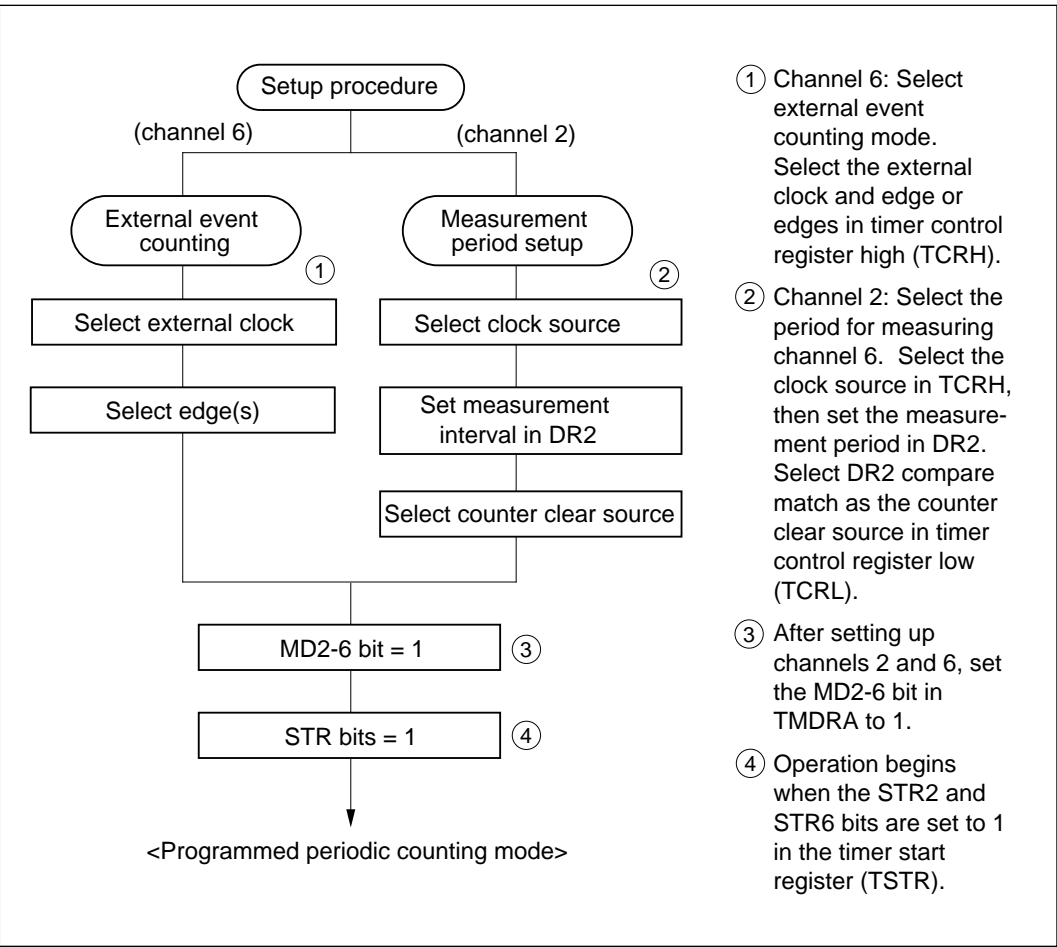 Setup procedure
(channel 6)
(channel 2)
External event
counting
Measurement
period setup
1
2
Select external clock
Select clock source
Select edge(s)
Set measurement
interval in DR2
Select counter clear source
MD2-6 bit = 1
3
STR bits = 1
4
<Programmed periodic counting mode>
1 Channel 6: Select
external event
counting mode.
Select the external
clock and edge or
edges in timer control
register high (TCRH).
2 Channel 2: Select the
period for measuring
channel 6. Select the
clock source in TCRH,
then set the measure-
ment period in DR2.
Select DR2 compare
match as the counter
clear source in timer
control register low
(TCRL).
3 After setting up
channels 2 and 6, set
the MD2-6 bit in
TMDRA to 1.
4 Operation begins
when the STR2 and
STR6 bits are set to 1
in the timer start
register (TSTR).